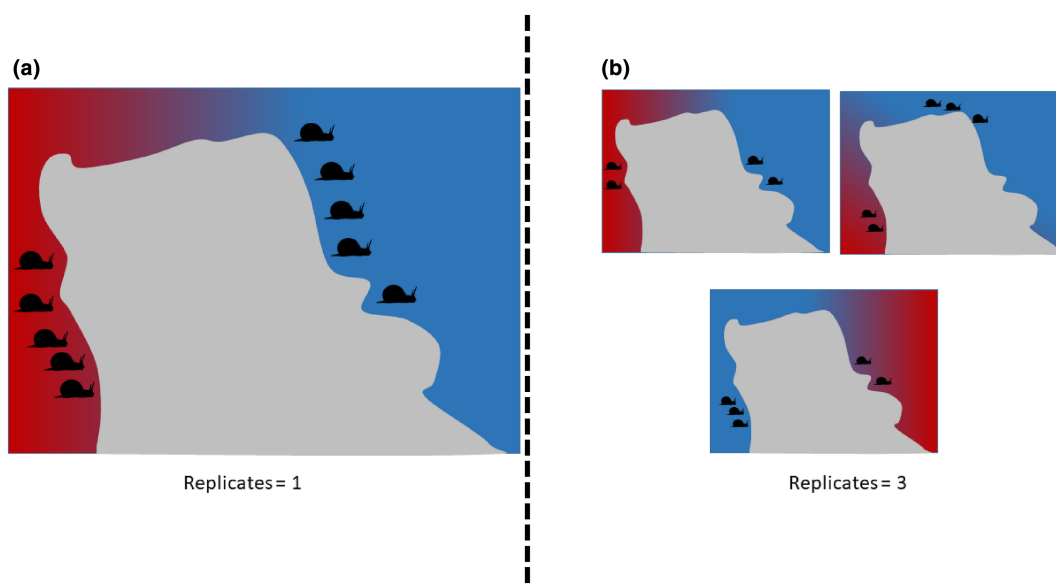 (a)
(b)
Replicates = 1
Replicates = 3